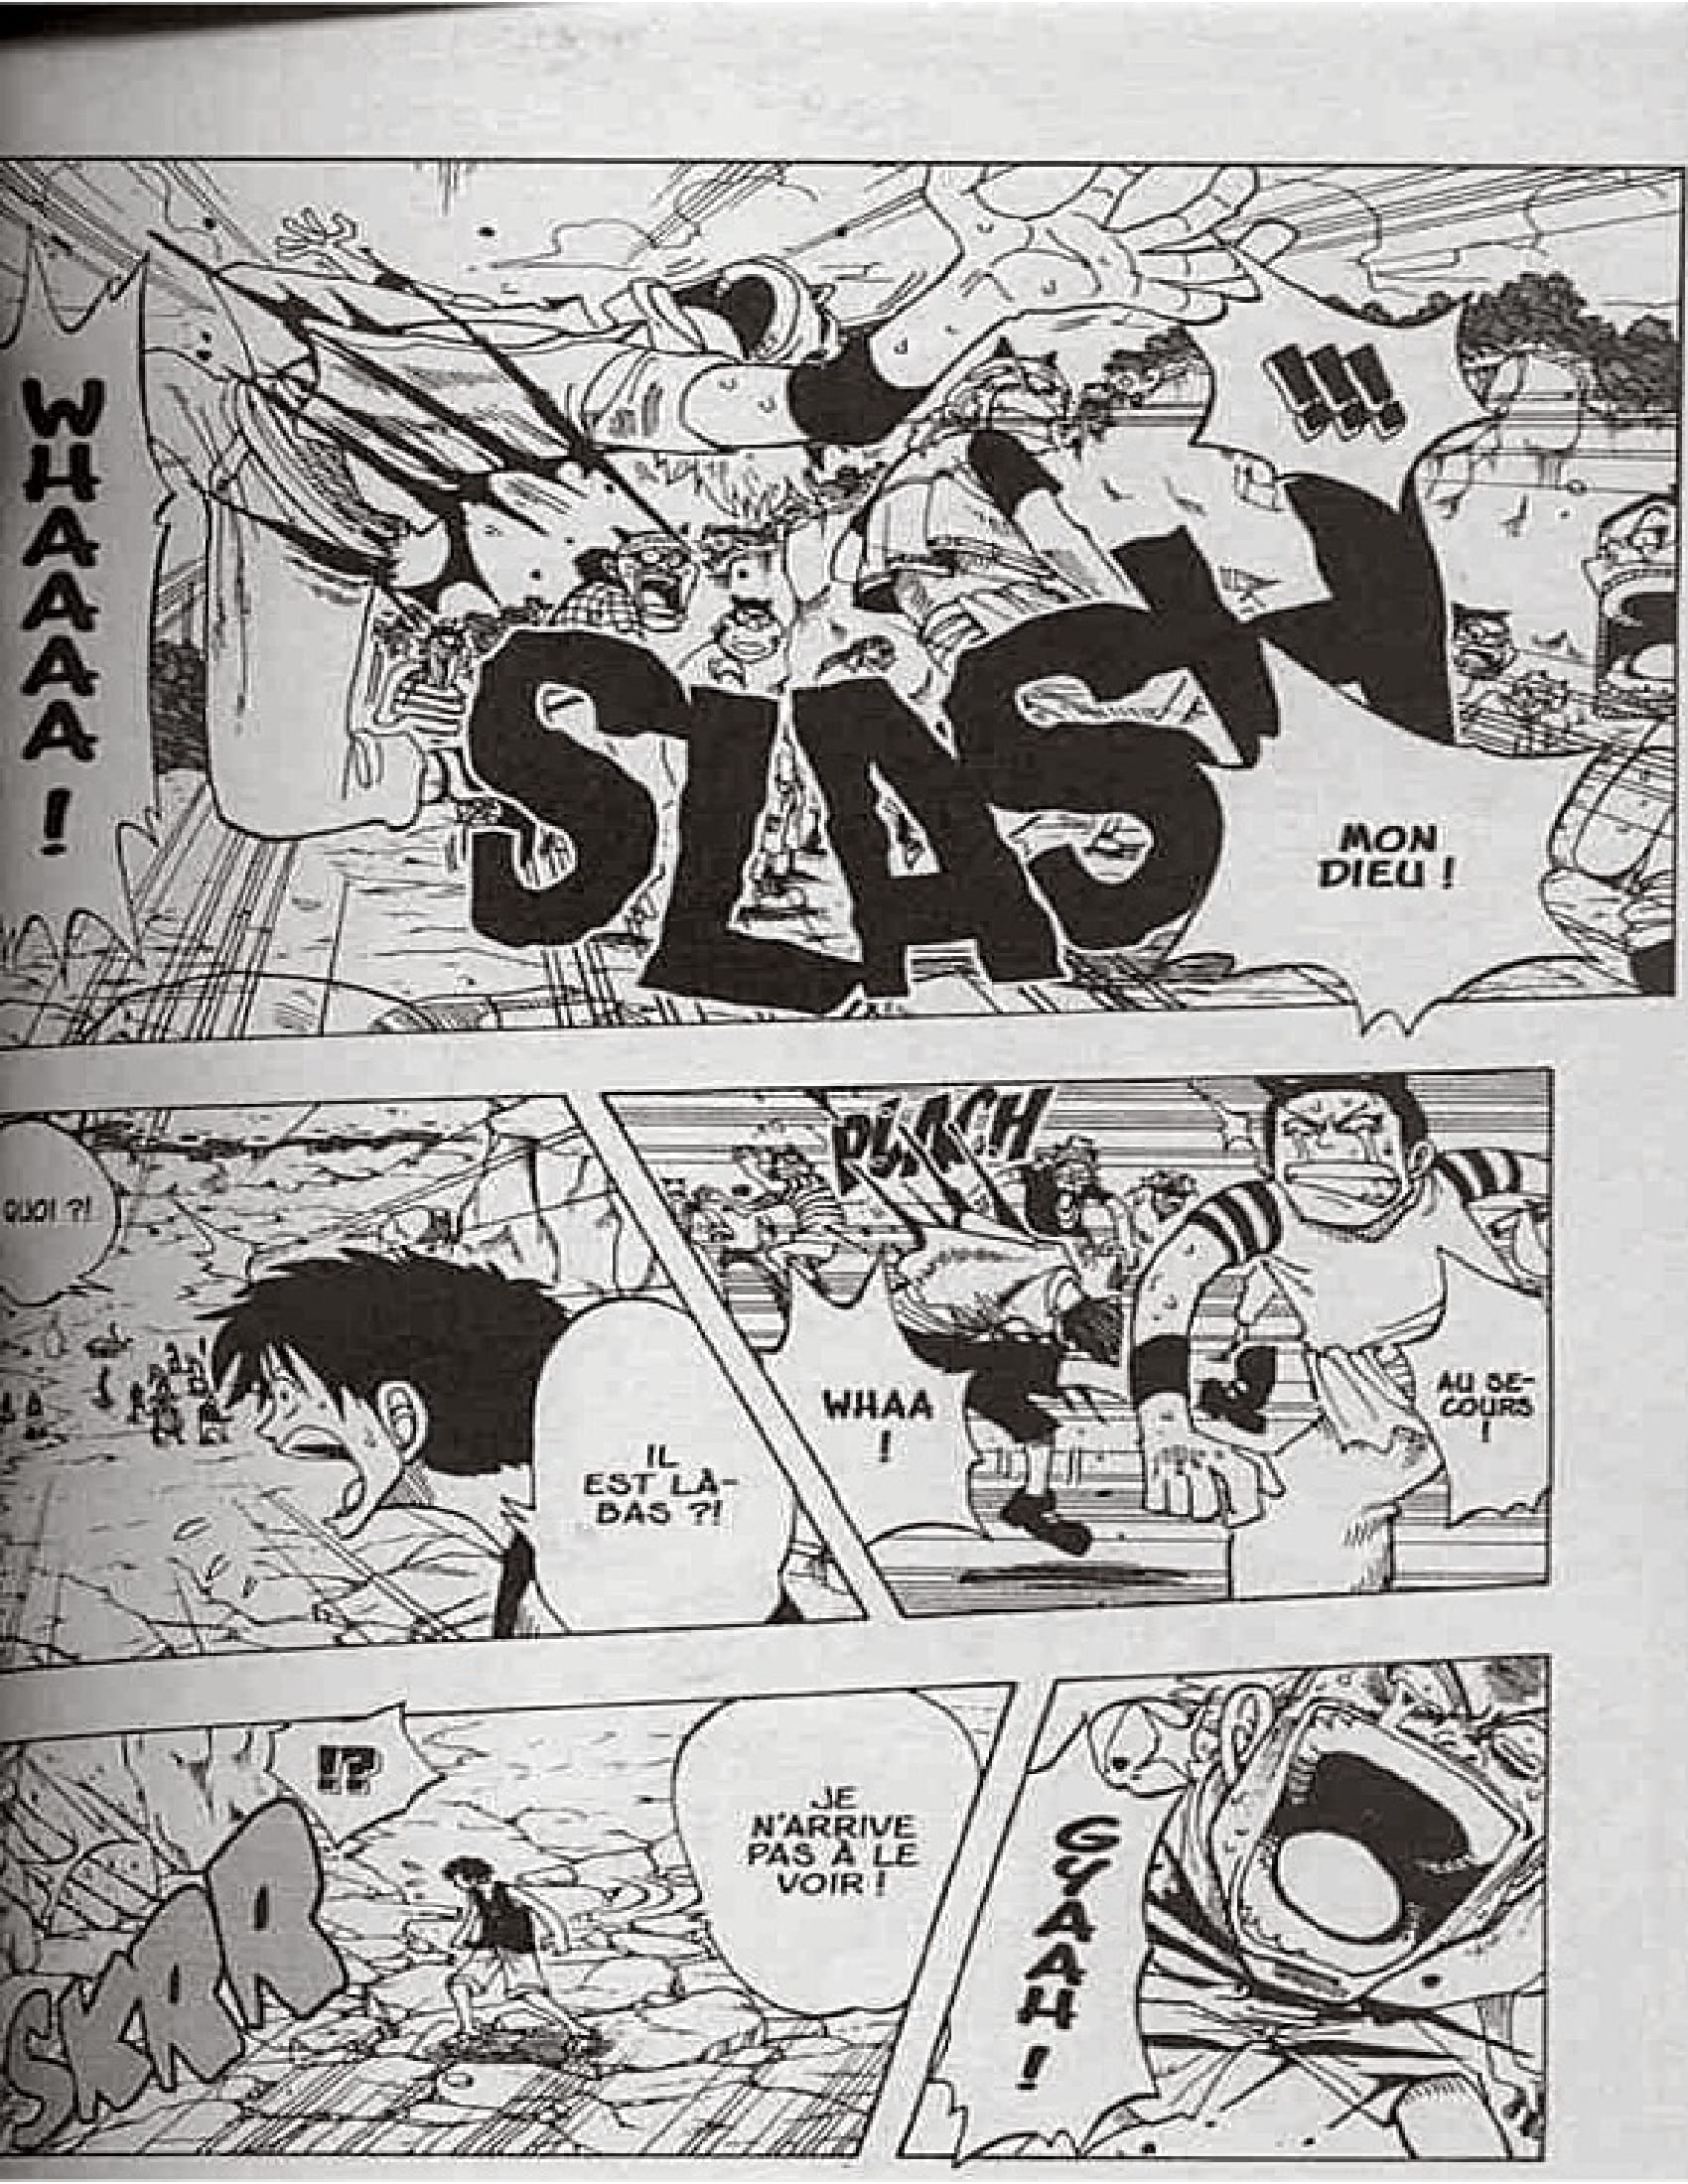 !!!
SLASH
MON
DIEU !
WHAAAAA !
AU SE-
COURS
!
PLACH
WHAA
!
IL
EST LÀ-
BAS ?!
QUOI ?!
GYAAH !
JE
N'ARRIVE
PAS À LE
VOIR !
!?